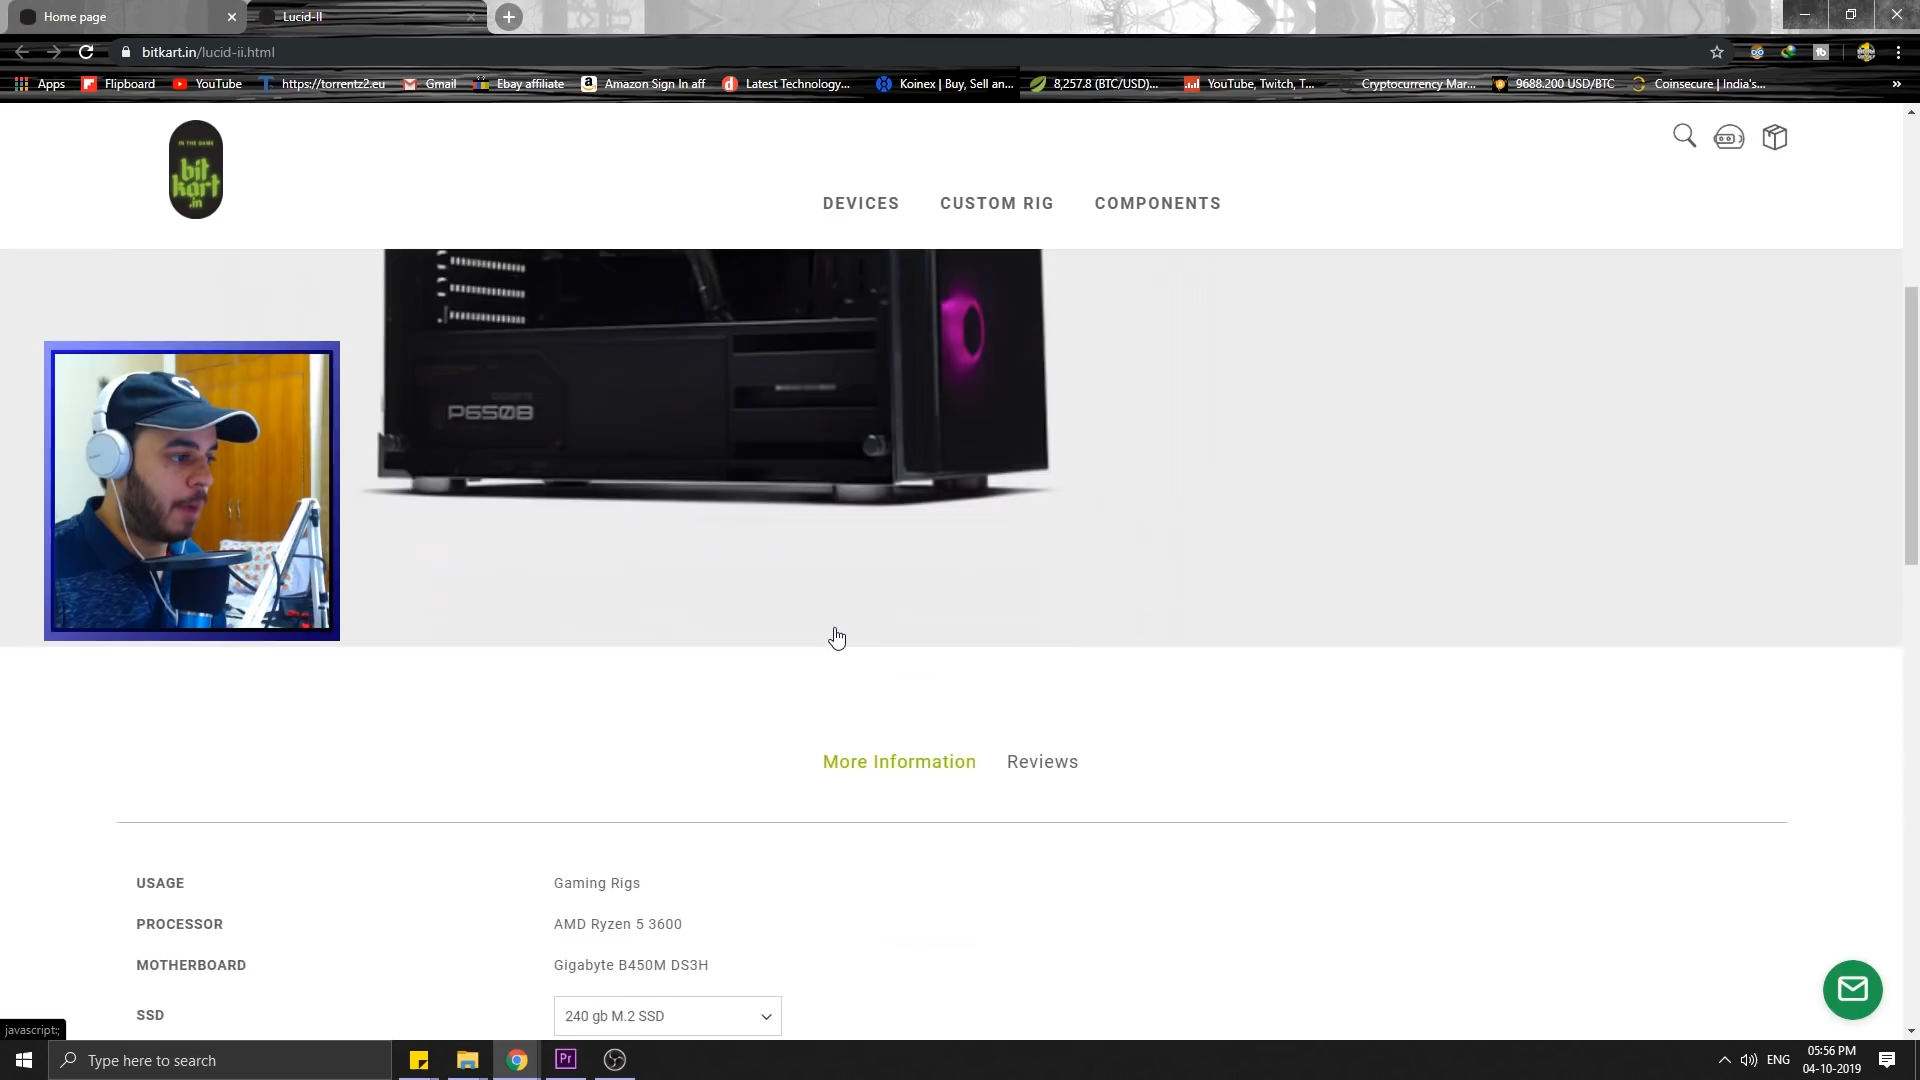 Home page
Lucid-II
bitkart.in/lucid-ii.html
Apps
Flipboard
YouTube
https://torrentz2.eu
Gmail
Ebay affiliate
Amazon Sign In aff
Latest Technology...
Koinex | Buy, Sell an...
8,257.8 (BTC/USD)...
YouTube, Twitch, T...
Cryptocurrency Mar...
9688.200 USD/BTC
Coinsecure | India's...
»
IN THE GAME
bit
kart
.in
DEVICES
CUSTOM RIG
COMPONENTS
P650B
More Information
Reviews
USAGE
Gaming Rigs
PROCESSOR
AMD Ryzen 5 3600
MOTHERBOARD
Gigabyte B450M DS3H
SSD
240 gb M.2 SSD
javascript:;
Type here to search
Pr
ENG
05:56 PM
04-10-2019